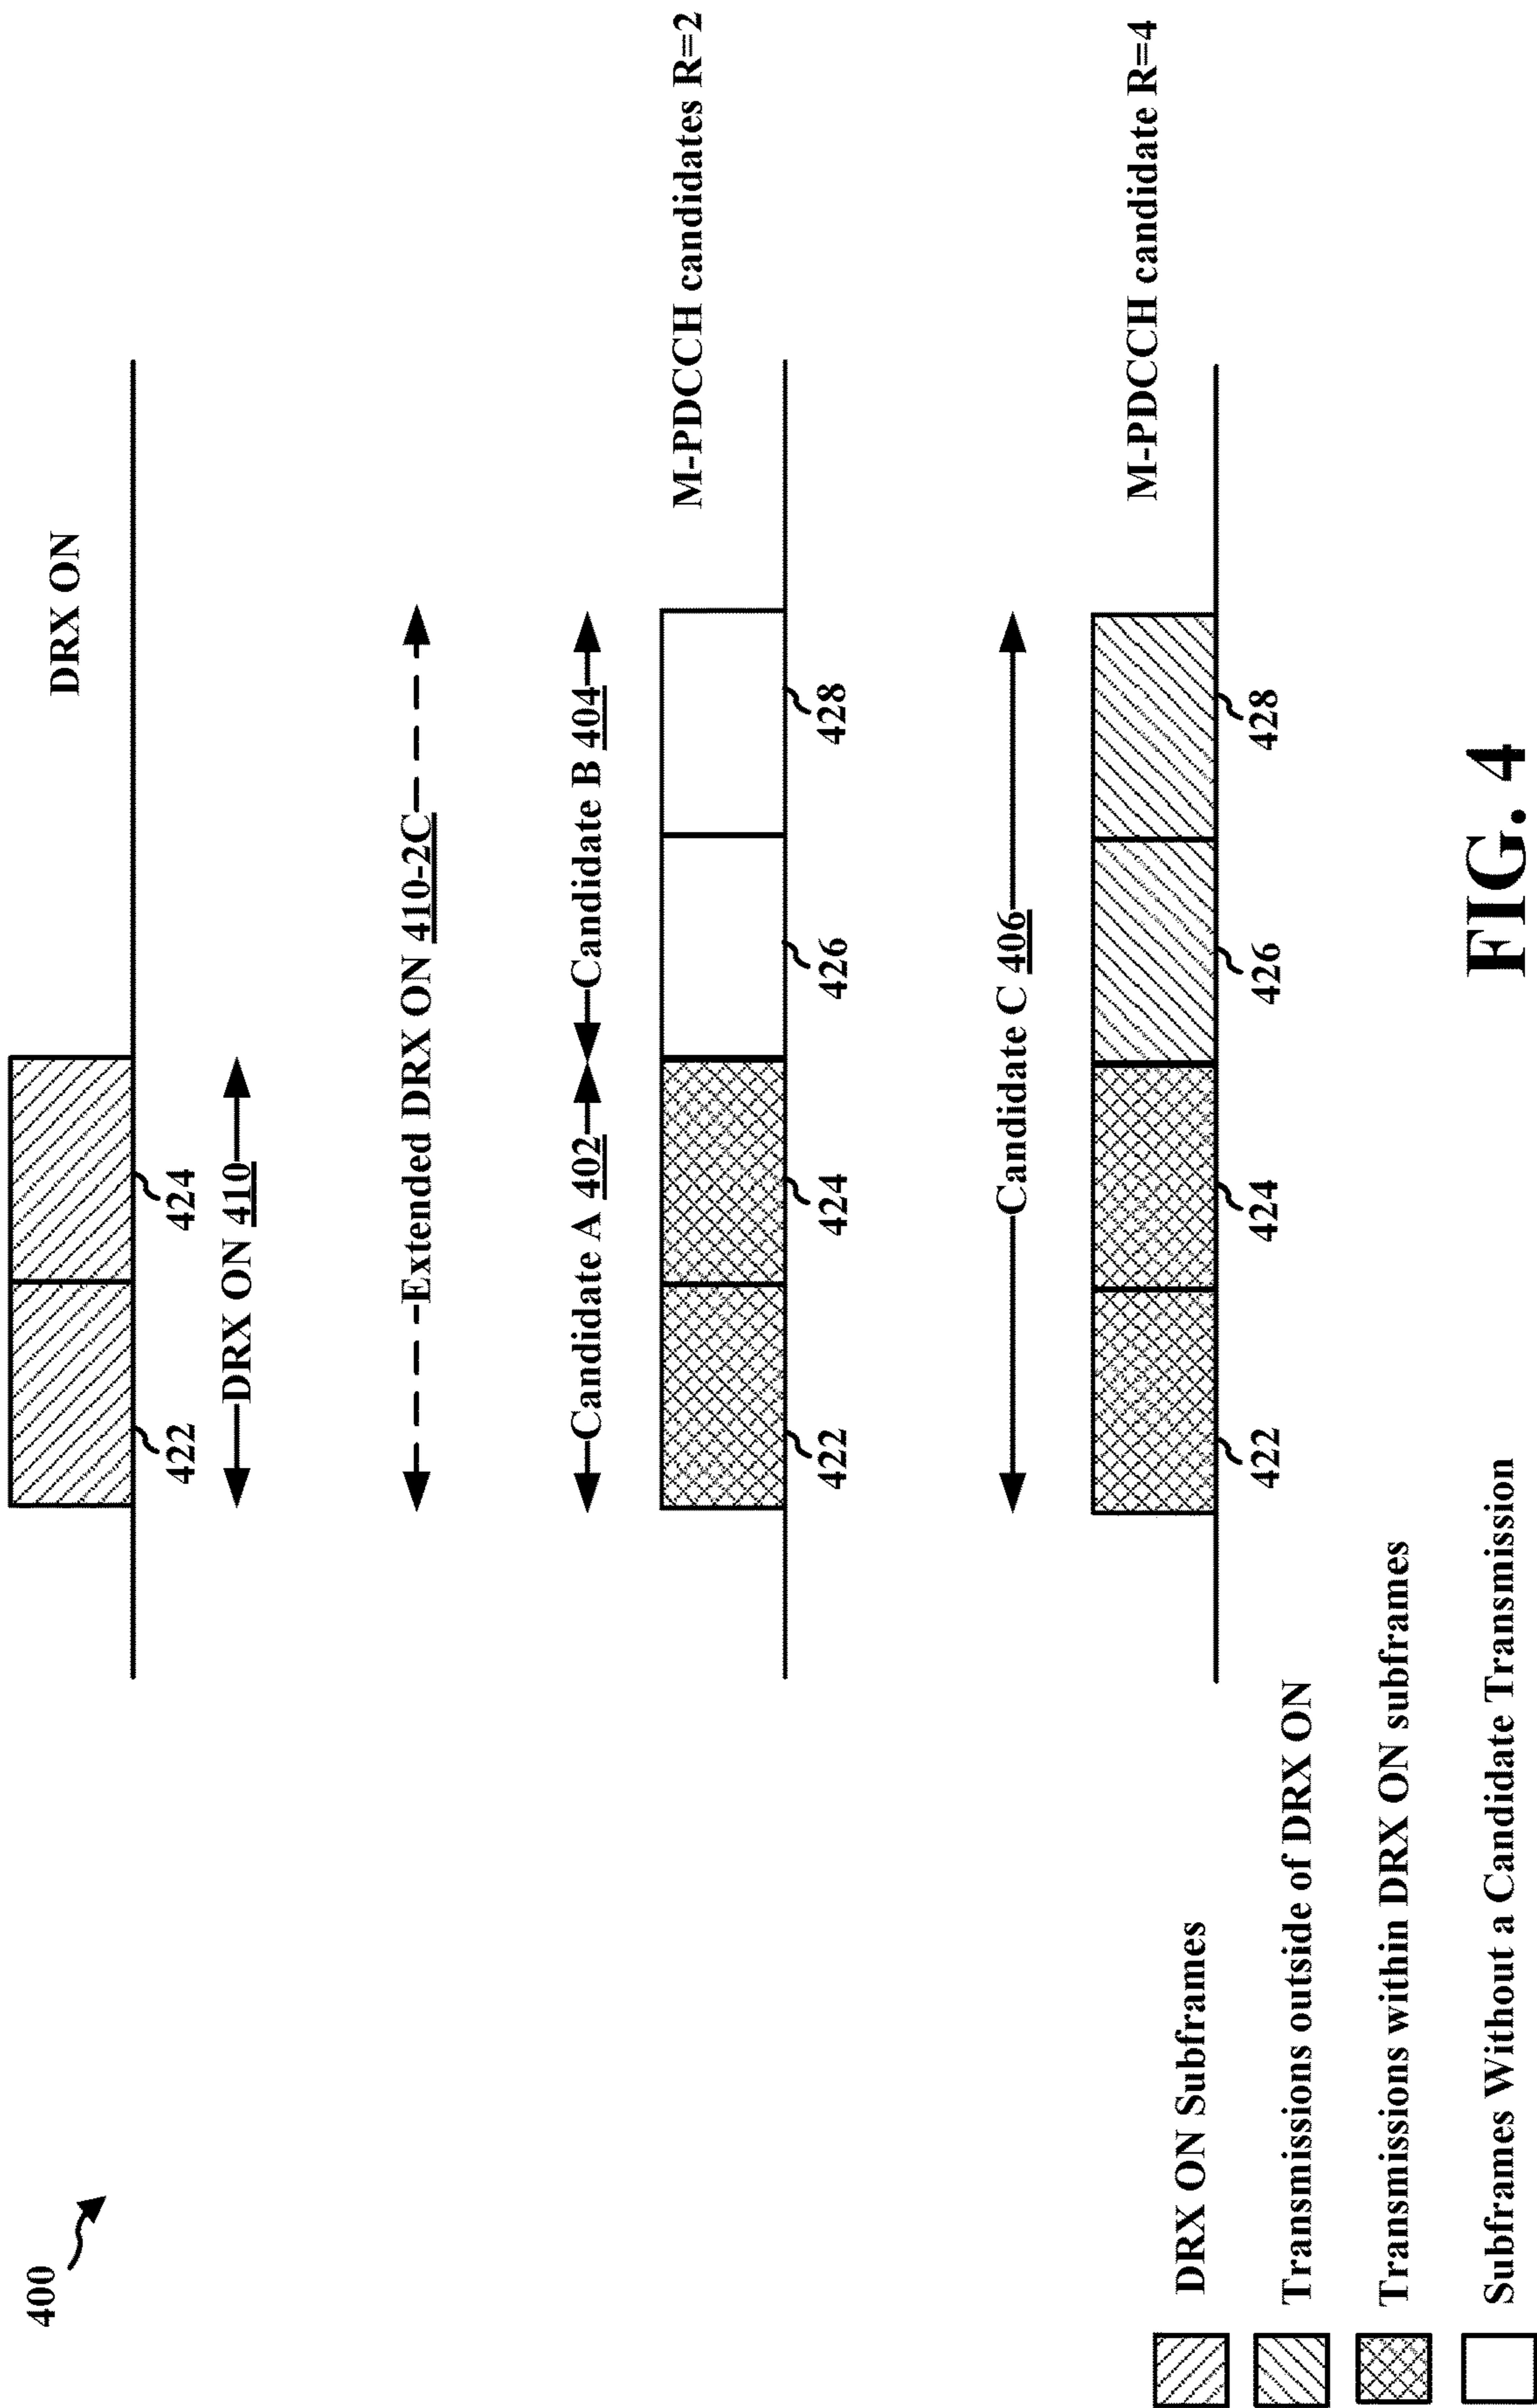 400
DRX ON
422
424
DRX ON 410
Extended DRX ON 410-2C
Candidate A 402
Candidate B 404
M-PDCCH candidates R=2
422
424
426
428
Candidate C 406
M-PDCCH candidate R=4
422
424
426
428
DRX ON Subframes
Transmissions outside of DRX ON
Transmissions within DRX ON subframes
Subframes Without a Candidate Transmission
FIG. 4